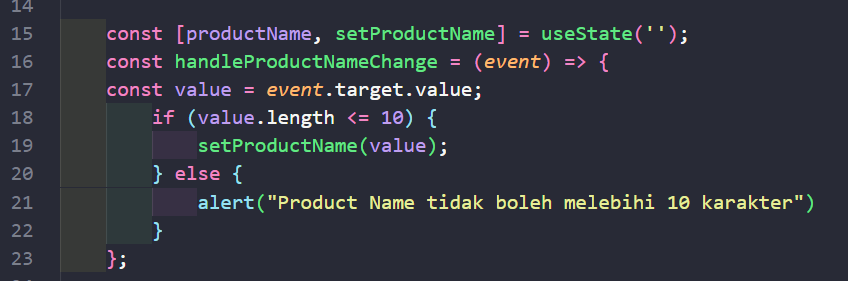 14
15 const [productName, setProductName] = useState('');
16 const handleProductNameChange = (event) => {
17 const value = event.target.value;
18 if (value.length <= 10) {
19 setProductName(value);
20 } else {
21 alert("Product Name tidak boleh melebihi 10 karakter")
22 }
23 };